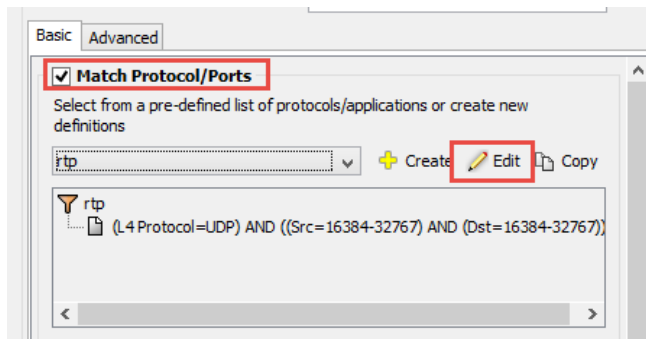 Basic Advanced
Match Protocol/Ports
Select from a pre-defined list of protocols/applications or create new
definitions
rtp Create Edit Copy
rtp
(L4 Protocol=UDP) AND ((Src=16384-32767) AND (Dst=16384-32767))